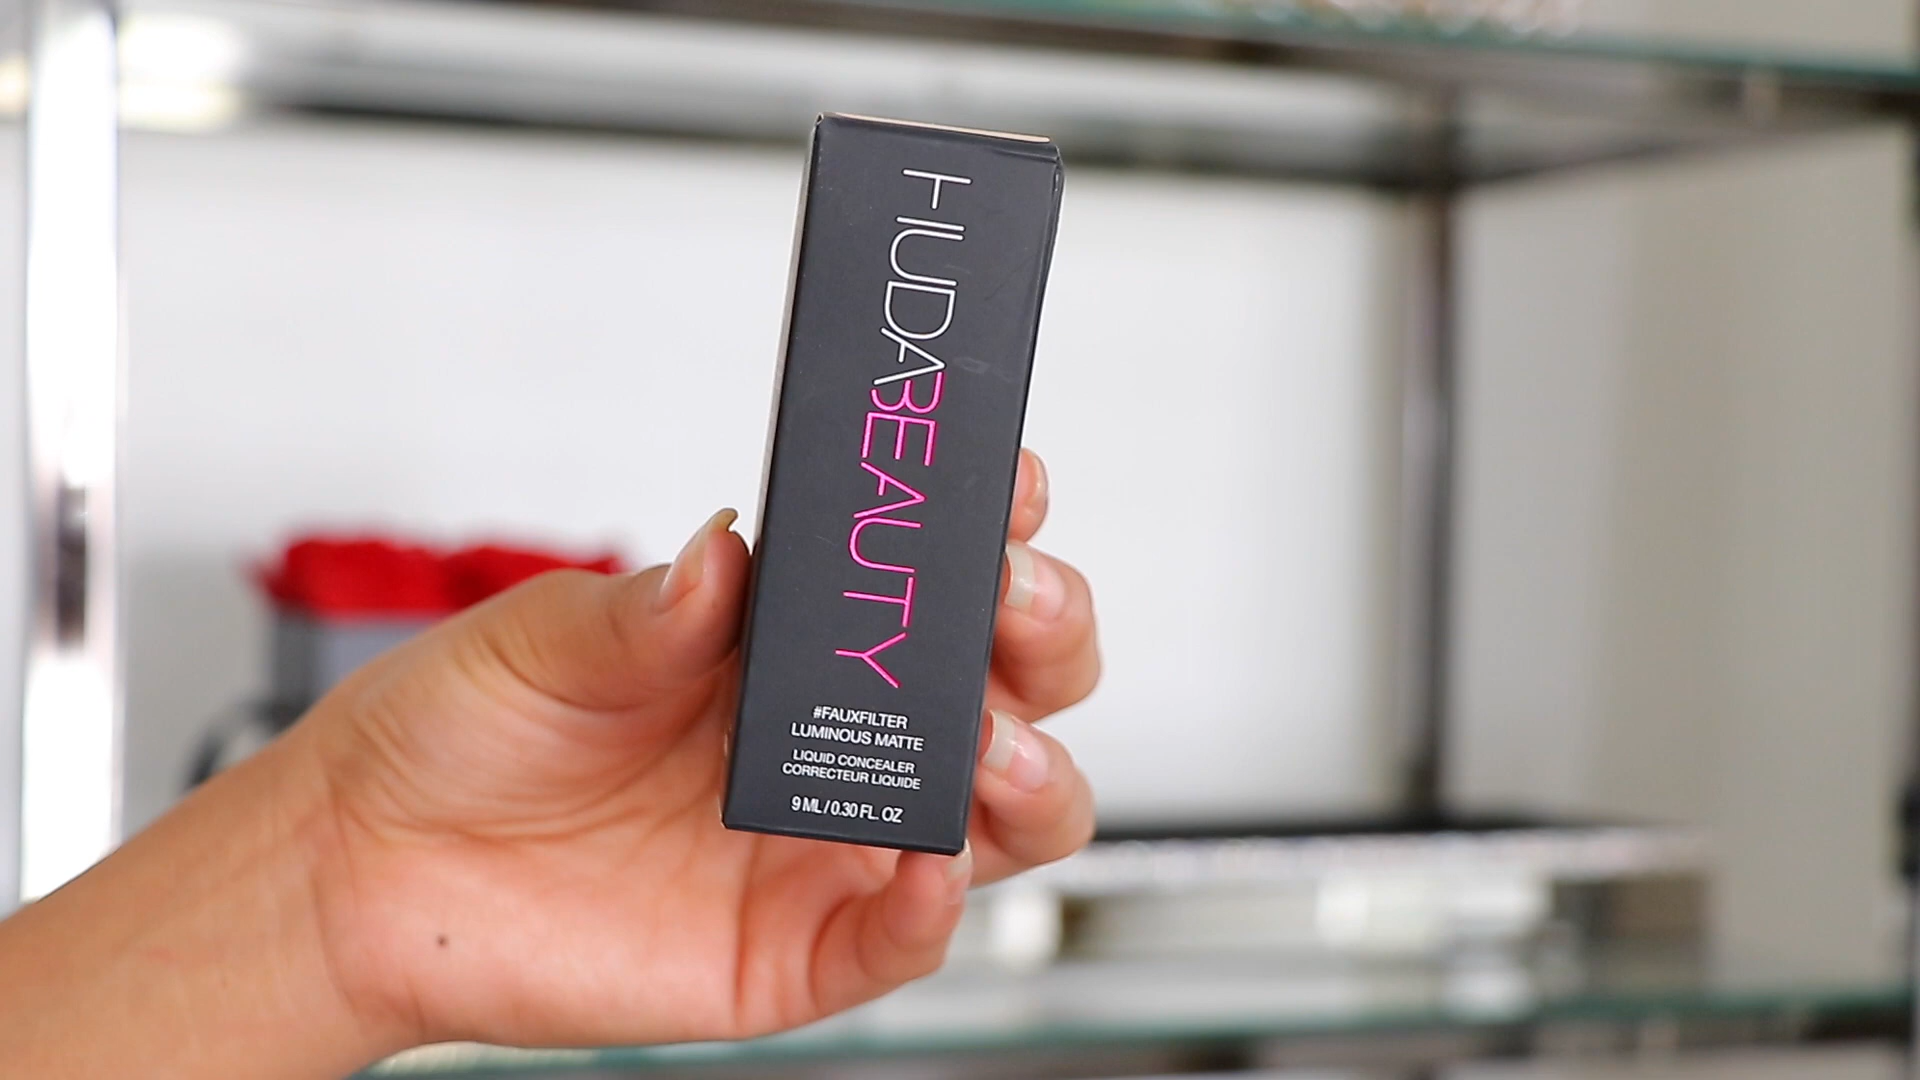 HUDABEAUTY
#FAUXFILTER
LUMINOUS MATTE
LIQUID CONCEALER
CORRECTEUR LIQUIDE
9 ML / 0.30 FL. OZ